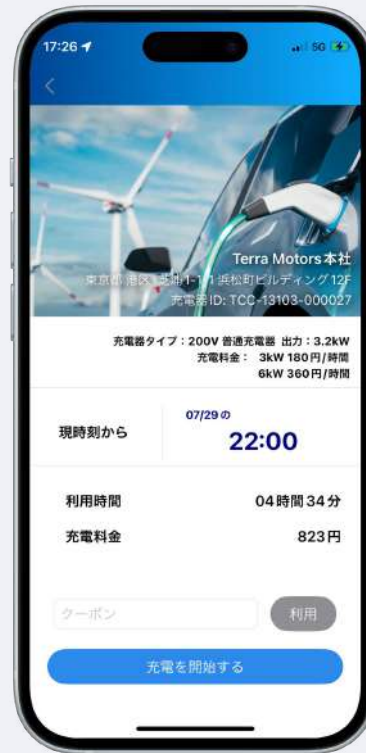 17:26
5G
Terra Motors本社
東京都 港区 芝浦1-1-1 浜松町ビルディング12F
充電器ID: TCC-13103-000027
充電器タイプ：200V 普通充電器 出力：3.2kW
充電料金： 3kW 180円/時間
6kW 360円/時間
現時刻から
07/29の
22:00
利用時間 04時間34分
充電料金 823円
クーポン 利用
充電を開始する